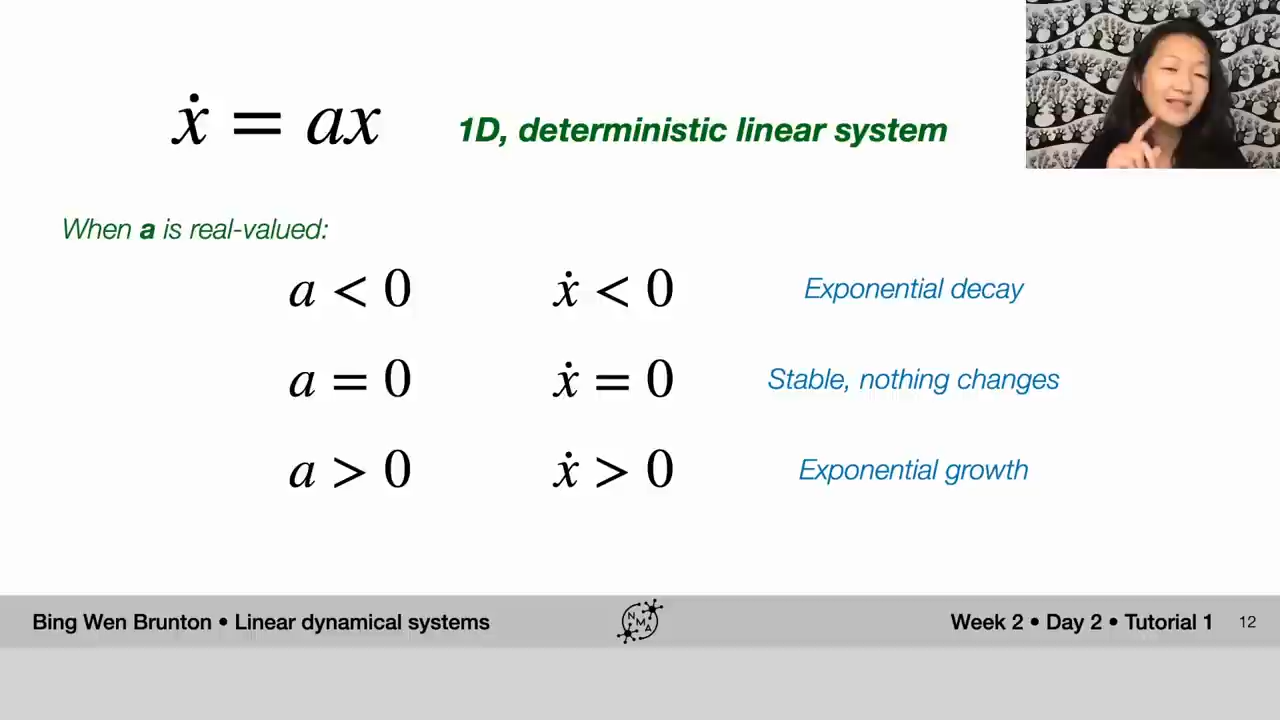 ẋ = ax
1D, deterministic linear system
When a is real-valued:
a < 0 ẋ < 0 Exponential decay
a = 0 ẋ = 0 Stable, nothing changes
a > 0 ẋ > 0 Exponential growth
Bing Wen Brunton • Linear dynamical systems
NMA
Week 2 • Day 2 • Tutorial 1 12